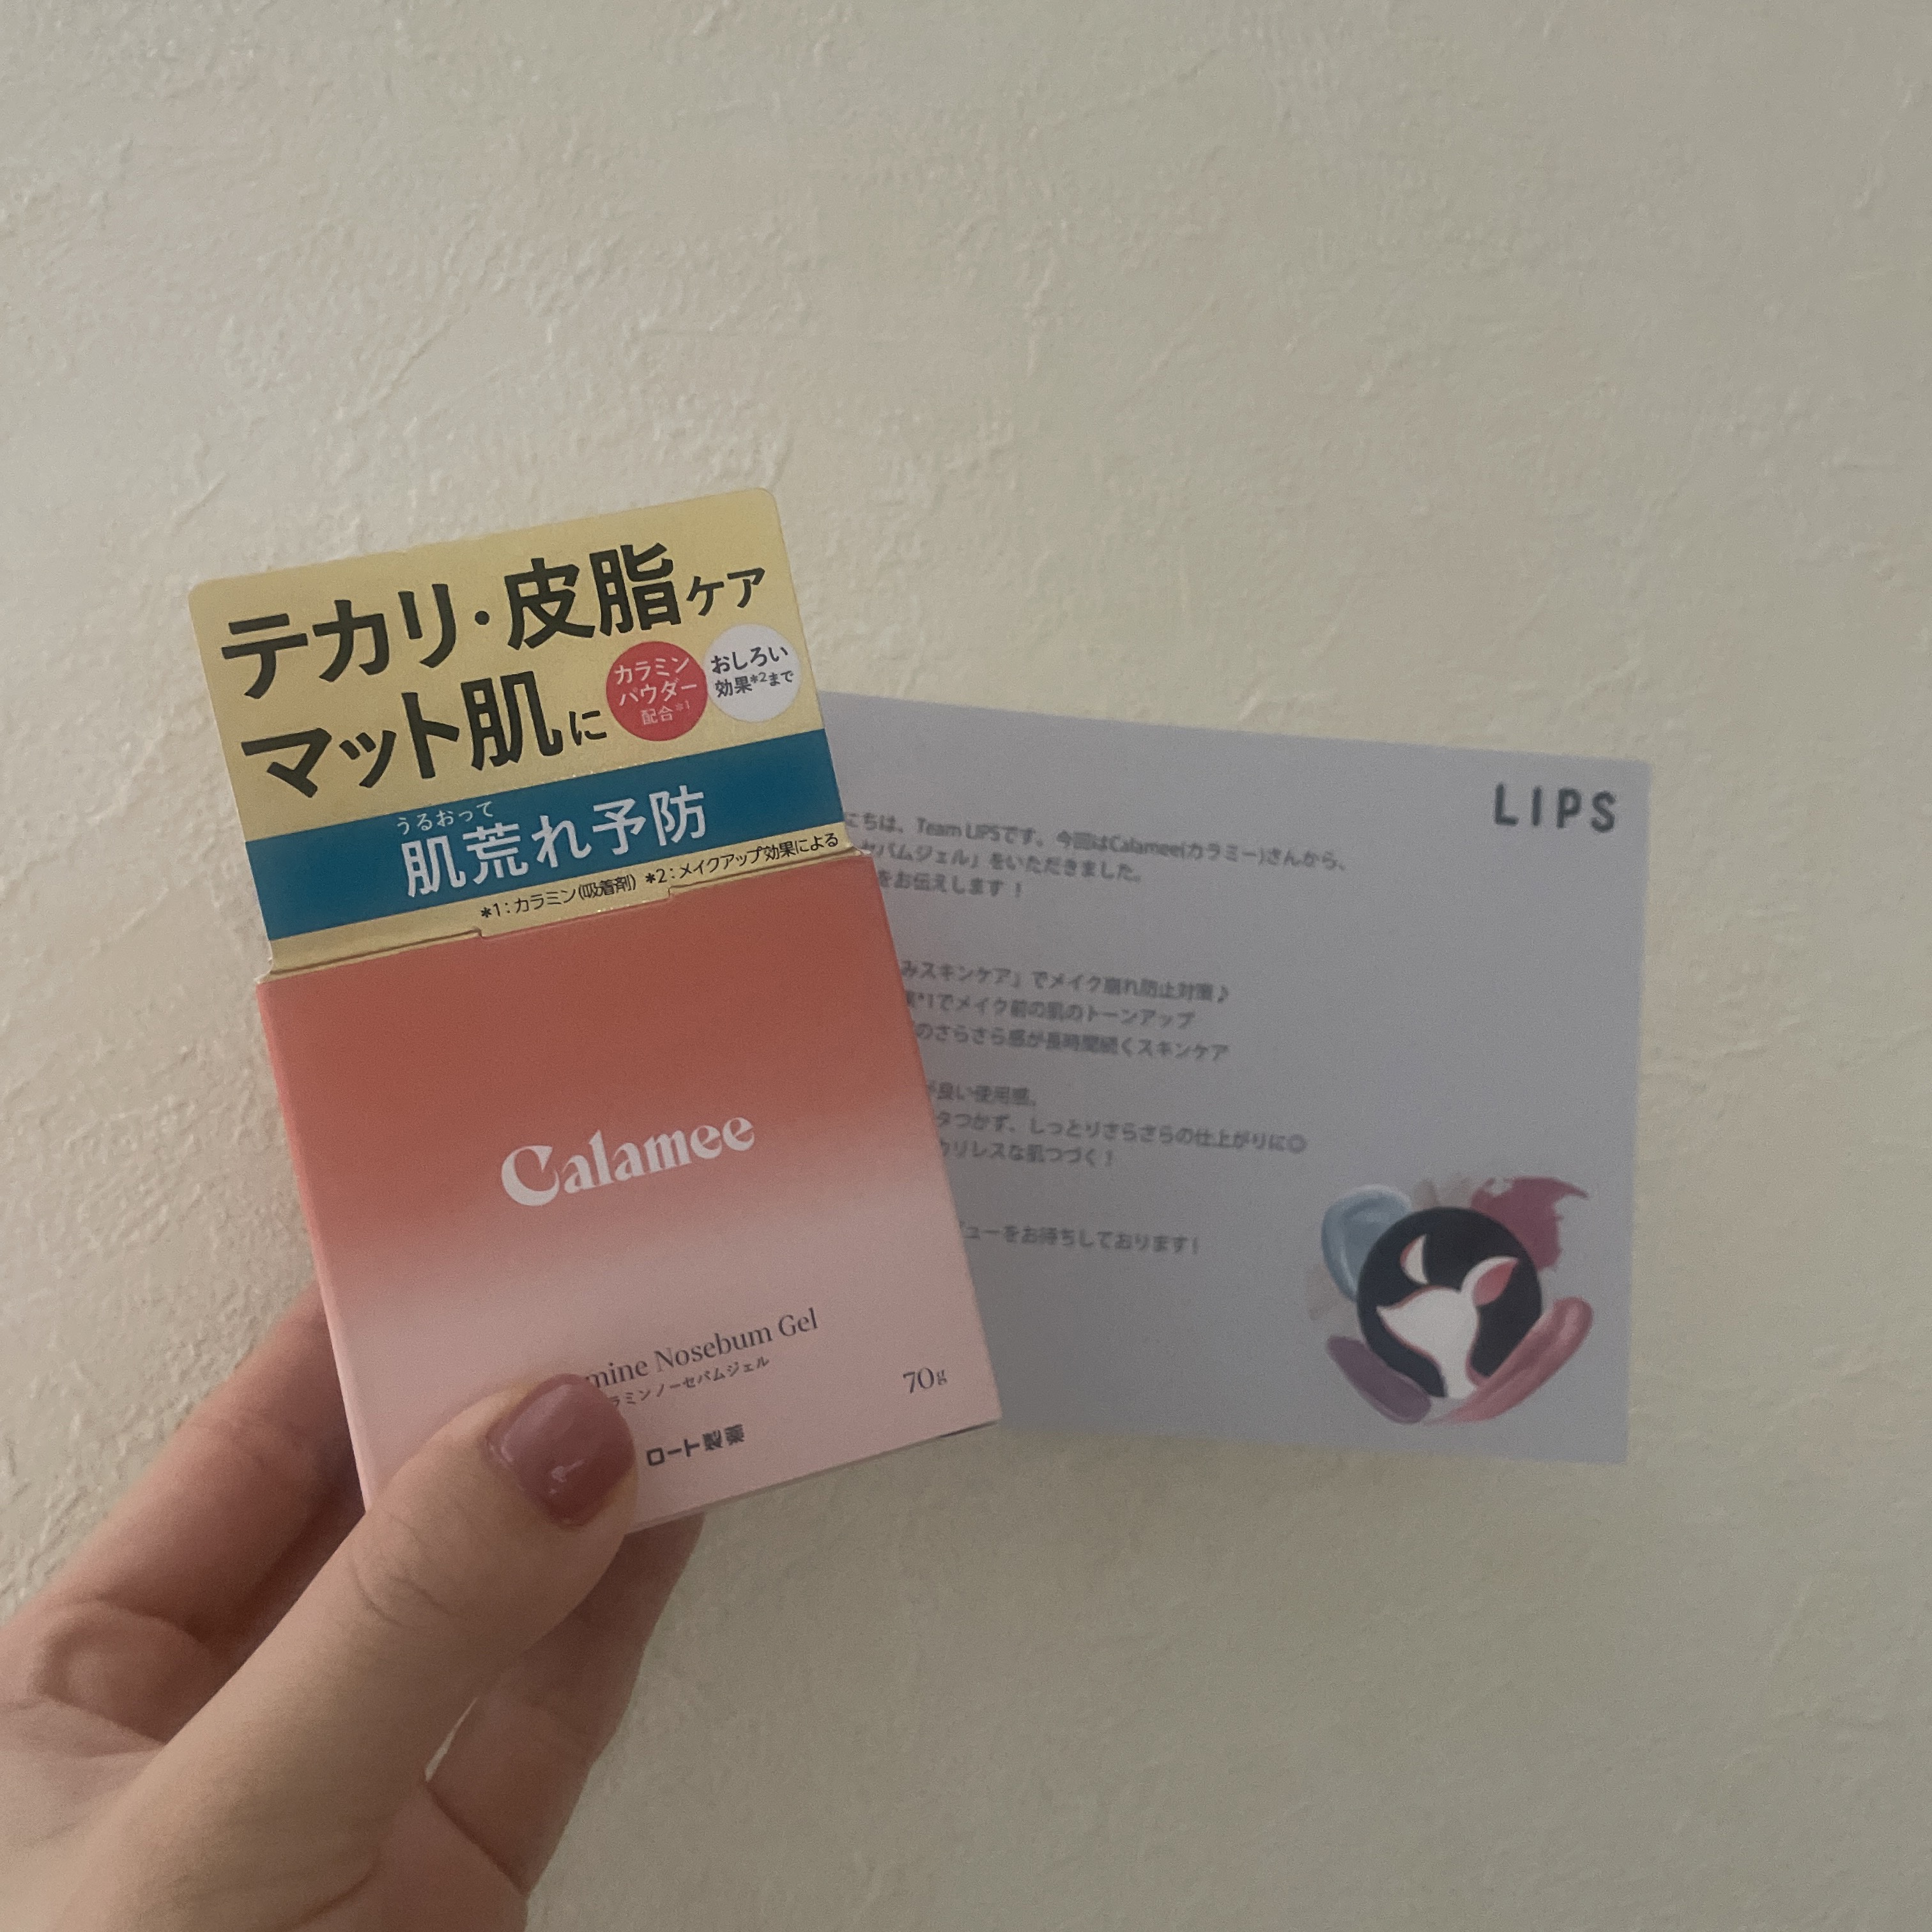 テカリ・皮脂ケア
マット肌に
カラミン
パウダー
配合*1
おしろい
効果*2まで
うるおって
肌荒れ予防
*1:カラミン(吸着剤) *2:メイクアップ効果による
Calamee
mine Nosebum Gel
ラミンノーセバムジェル
70g
ロート製薬
LIPS
にちは、Team LIPSです。今回はCalamee(カラミー)さんから、
セバムジェル」をいただきました。
をお伝えします!
みスキンケア」でメイク崩れ防止対策♪
*1でメイク前の肌のトーンアップ
のさらさら感が長時間続くスキンケア
良い使用感、
タつかず、しっとりさらさらの仕上がりに◎
カリレスな肌つづく!
ューをお待ちしております!